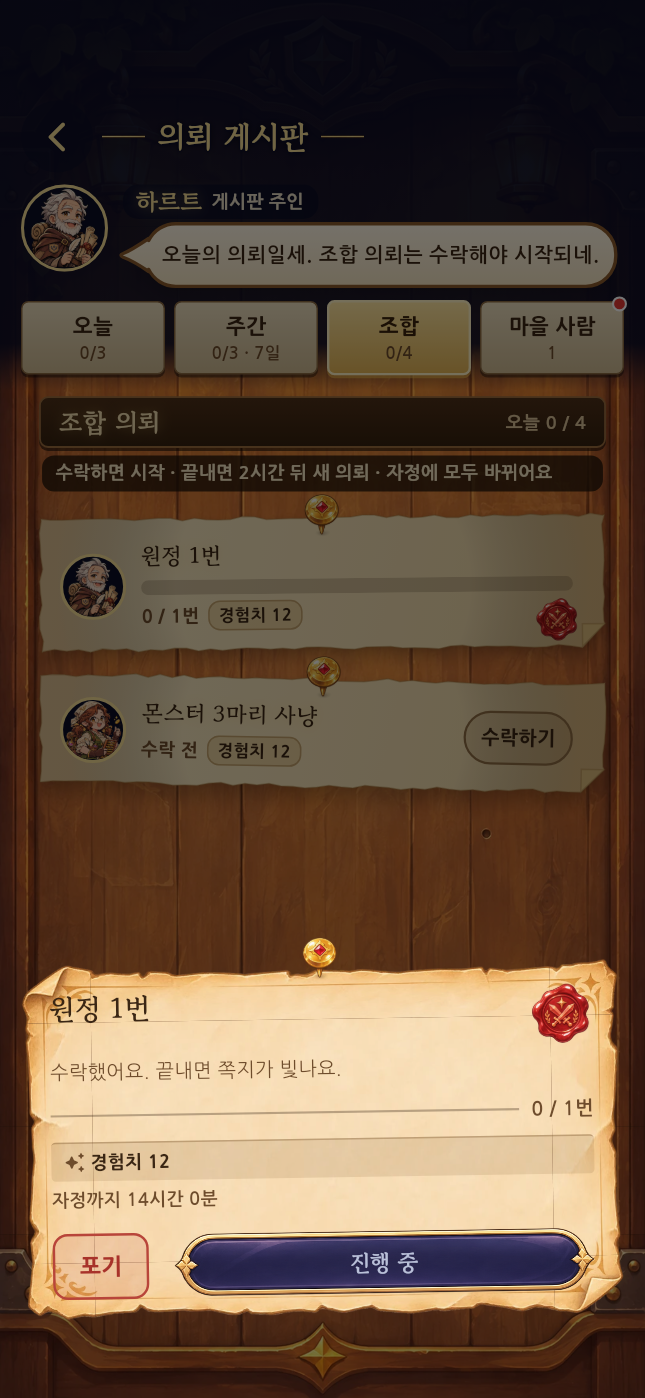 의뢰 게시판
하르트 게시판 주인
오늘의 의뢰일세. 조합 의뢰는 수락해야 시작되네.
오늘 주간 조합 마을 사람
0/3 0/3 · 7일 0/4 1
조합 의뢰 오늘 0 / 4
수락하면 시작 · 끝내면 2시간 뒤 새 의뢰 · 자정에 모두 바뀌어요
원정 1번
0 / 1번 경험치 12
몬스터 3마리 사냥
수락 전 경험치 12 수락하기
원정 1번
수락했어요. 끝내면 쪽지가 빛나요.
0 / 1번
경험치 12
자정까지 14시간 0분
포기 진행 중